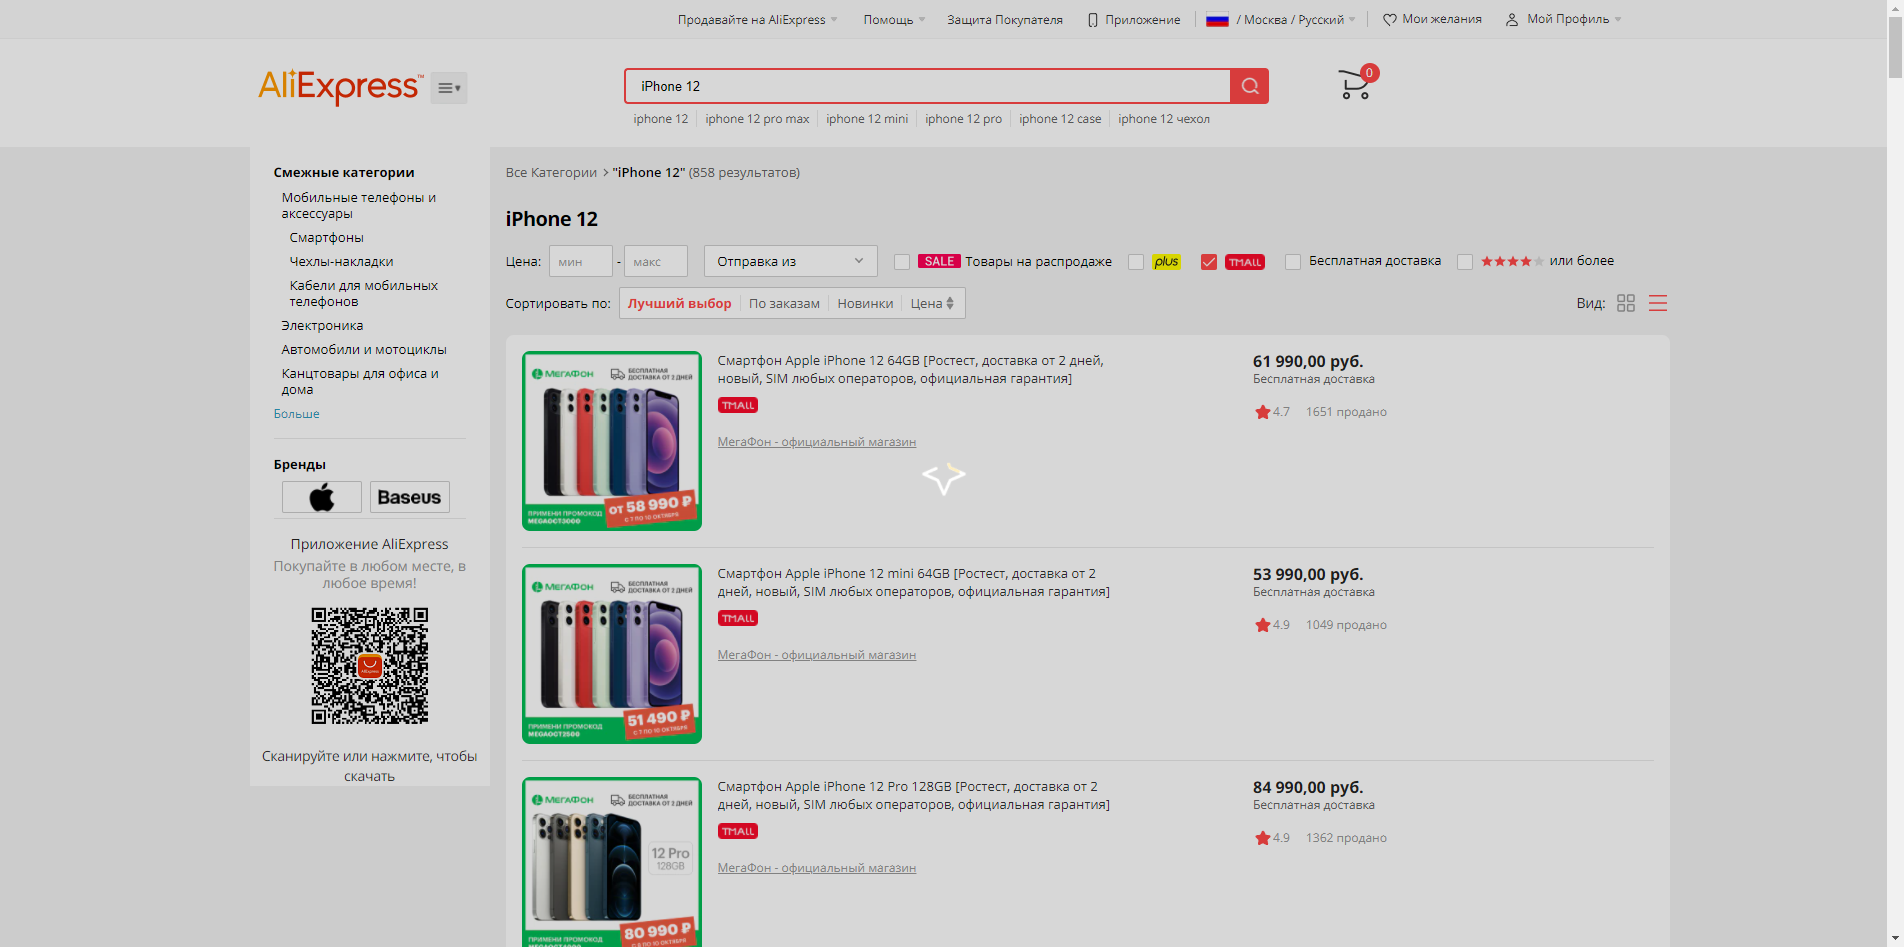 Продавайте на AliExpress
Помощь
Защита Покупателя
Приложение
/ Москва / Русский
Мои желания
Мой Профиль
AliExpress™
iPhone 12
0
iphone 12
iphone 12 pro max
iphone 12 mini
iphone 12 pro
iphone 12 case
iphone 12 чехол
Смежные категории
Мобильные телефоны и
аксессуары
Смартфоны
Чехлы-накладки
Кабели для мобильных
телефонов
Электроника
Автомобили и мотоциклы
Канцтовары для офиса и
дома
Больше
Бренды
Baseus
Приложение AliExpress
Покупайте в любом месте, в
любое время!
AliExpress
Сканируйте или нажмите, чтобы
скачать
Все Категории > "iPhone 12" (858 результатов)
iPhone 12
Цена: мин - макс
Отправка из
SALE Товары на распродаже
plus
TMALL
Бесплатная доставка
или более
Сортировать по: Лучший выбор По заказам Новинки Цена
Вид:
МЕГАФОН
БЕСПЛАТНАЯ
ДОСТАВКА ОТ 2 ДНЕЙ
ОТ 58 990 ₽
С 7 ПО 10 ОКТЯБРЯ
ПРИМЕНИ ПРОМОКОД
MEGAOCT3000
Смартфон Apple iPhone 12 64GB [Ростест, доставка от 2 дней,
новый, SIM любых операторов, официальная гарантия]
TMALL
МегаФон - официальный магазин
61 990,00 руб.
Бесплатная доставка
4.7 1651 продано
МЕГАФОН
БЕСПЛАТНАЯ
ДОСТАВКА ОТ 2 ДНЕЙ
51 490 ₽
С 7 ПО 10 ОКТЯБРЯ
ПРИМЕНИ ПРОМОКОД
MEGAOCT2500
Смартфон Apple iPhone 12 mini 64GB [Ростест, доставка от 2
дней, новый, SIM любых операторов, официальная гарантия]
TMALL
МегаФон - официальный магазин
53 990,00 руб.
Бесплатная доставка
4.9 1049 продано
МЕГАФОН
БЕСПЛАТНАЯ
ДОСТАВКА ОТ 2 ДНЕЙ
12 Pro
128GB
80 990 ₽
ПРИМЕНИ ПРОМОКОД
Смартфон Apple iPhone 12 Pro 128GB [Ростест, доставка от 2
дней, новый, SIM любых операторов, официальная гарантия]
TMALL
МегаФон - официальный магазин
84 990,00 руб.
Бесплатная доставка
4.9 1362 продано